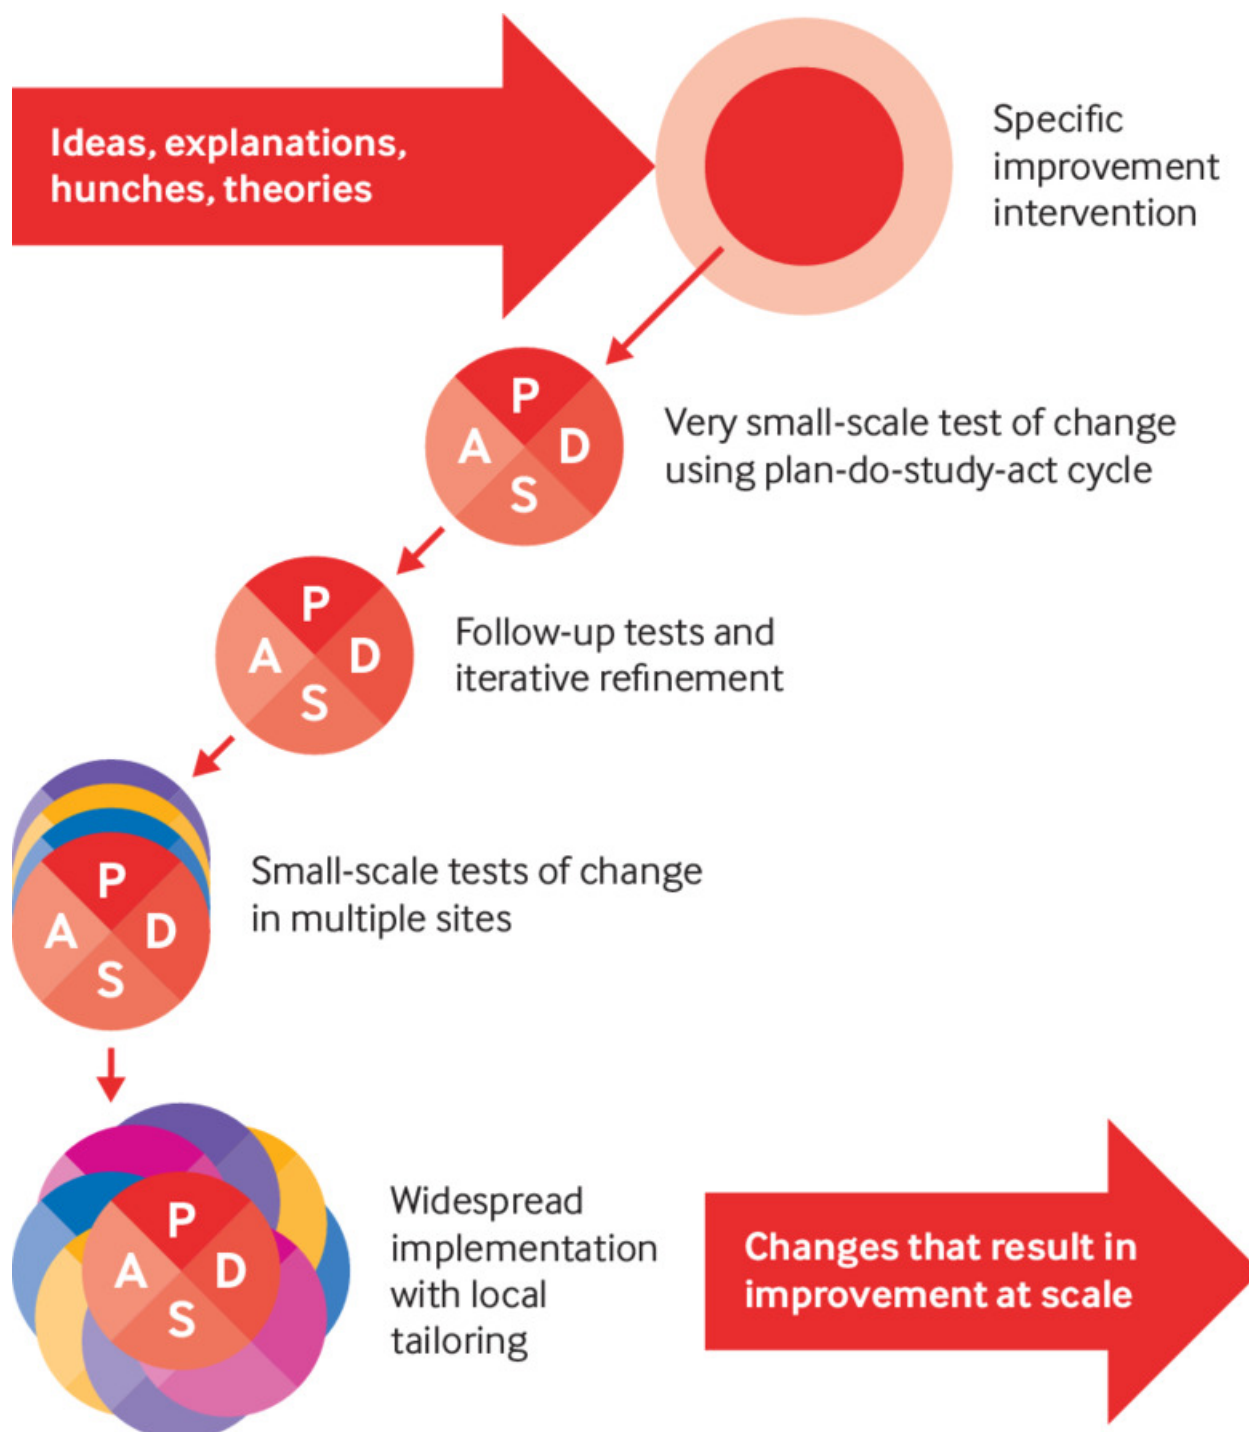 Ideas, explanations,
hunches, theories
Specific
improvement
intervention
P
A D
S
Very small-scale test of change
using plan-do-study-act cycle
P
A D
S
Follow-up tests and
iterative refinement
P
A D
S
Small-scale tests of change
in multiple sites
P
A D
S
Widespread
implementation
with local
tailoring
Changes that result in
improvement at scale